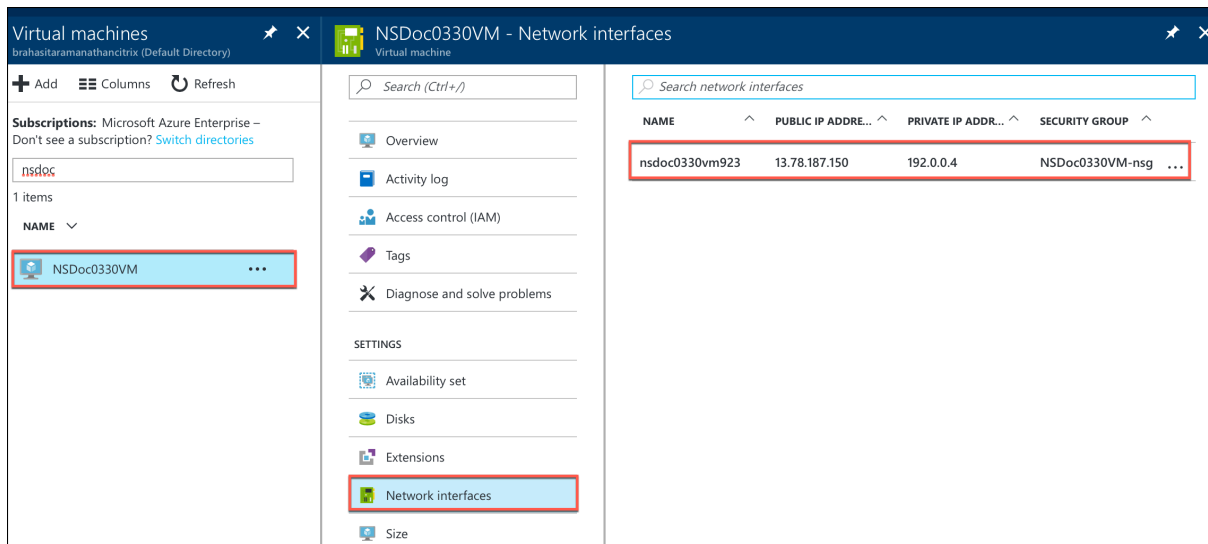 Virtual machines
brahasitaramanathancitrix (Default Directory)
Add
Columns
Refresh
Subscriptions: Microsoft Azure Enterprise –
Don't see a subscription? Switch directories
nsdoc
1 items
NAME
NSDoc0330VM
NSDoc0330VM - Network interfaces
Virtual machine
Search (Ctrl+/)
Overview
Activity log
Access control (IAM)
Tags
Diagnose and solve problems
SETTINGS
Availability set
Disks
Extensions
Network interfaces
Size
Search network interfaces
NAME PUBLIC IP ADDRE... PRIVATE IP ADDR... SECURITY GROUP
nsdoc0330vm923 13.78.187.150 192.0.0.4 NSDoc0330VM-nsg ...